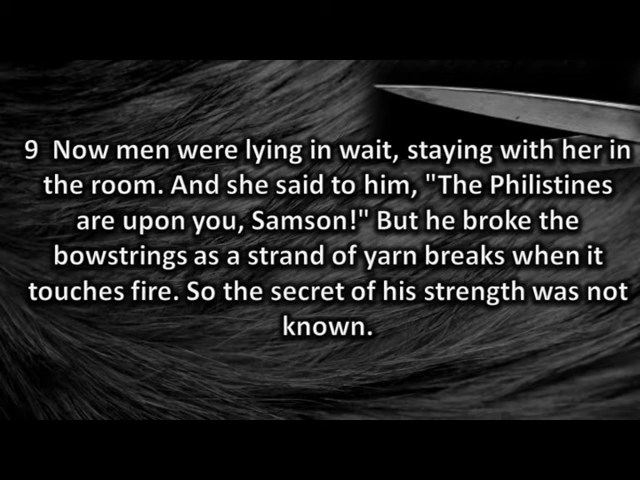 9  Now men were lying in wait, staying with her in
the room. And she said to him, "The Philistines
are upon you, Samson!" But he broke the
bowstrings as a strand of yarn breaks when it
touches fire. So the secret of his strength was not
known.